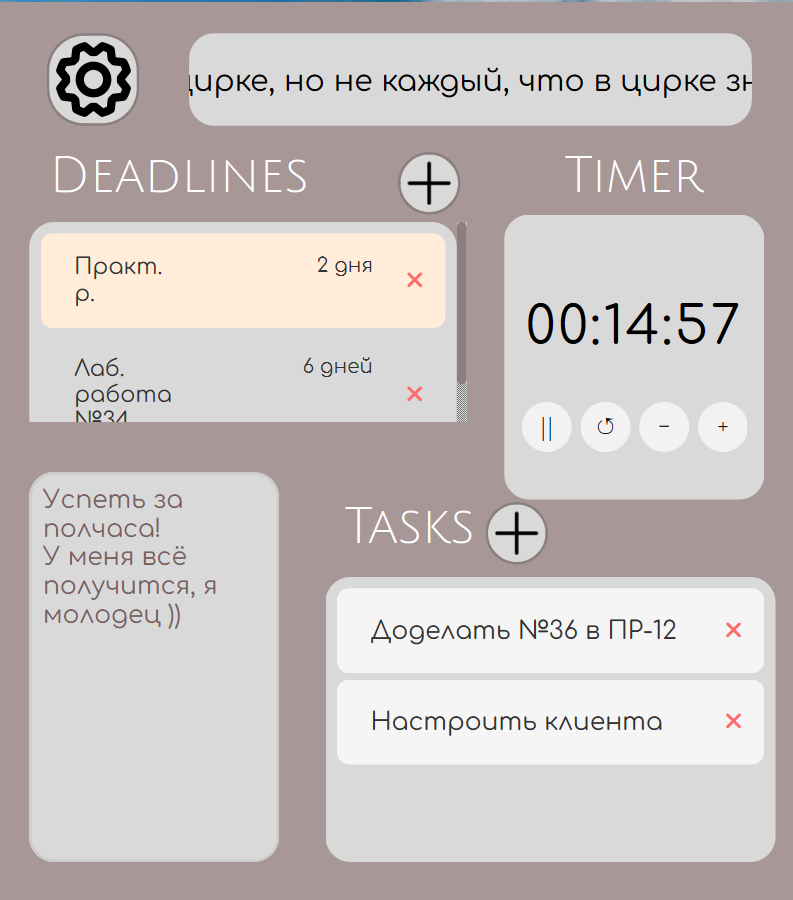 цирке, но не каждый, что в цирке
DEADLINES
TIMER
Практ.
р.
2 дня
Лаб.
работа
№34
6 дней
00:14:57
Успеть за
полчаса!
У меня всё
получится, я
молодец ))
TASKS
Доделать №36 в ПР-12
Настроить клиента